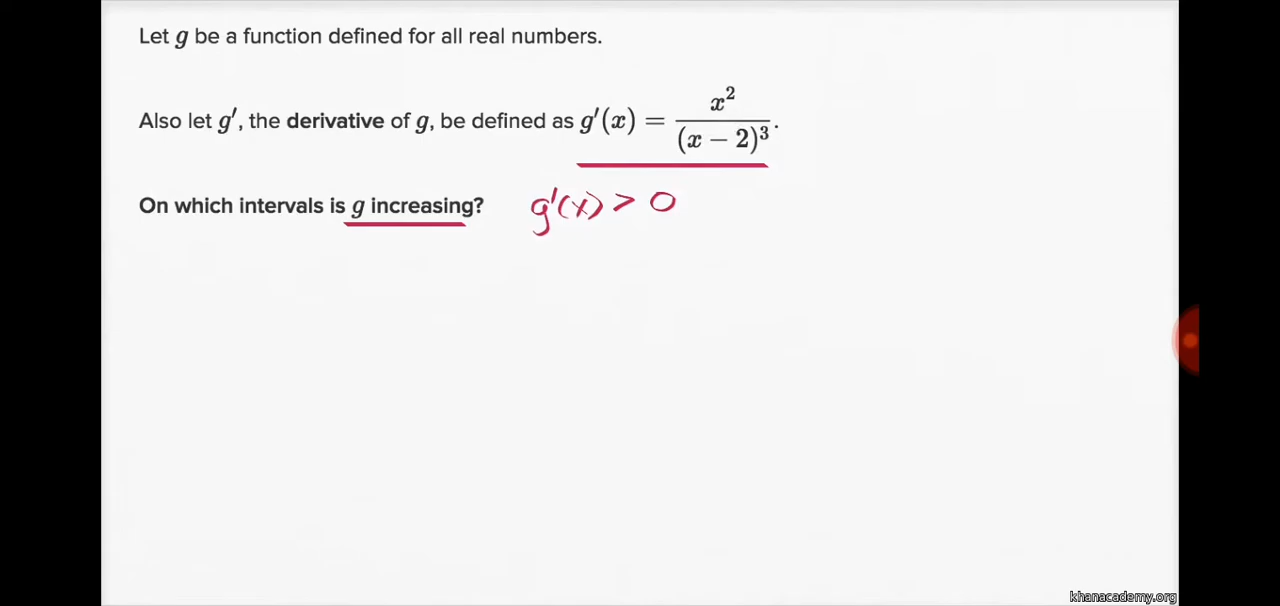 Let g be a function defined for all real numbers.
Also let g′, the derivative of g, be defined as g′(x) = x²/(x − 2)³.
On which intervals is g increasing? g'(x) > 0
khanacademy.org